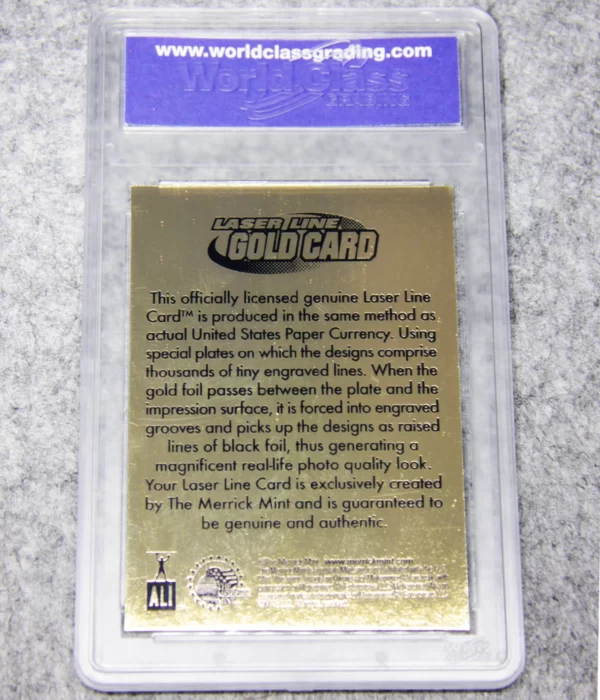 www.worldclassgrading.com
World Class
GRADING
LASER LINE
GOLD CARD
This officially licensed genuine Laser Line
Card™ is produced in the same method as
actual United States Paper Currency. Using
special plates on which the designs comprise
thousands of tiny engraved lines. When the
gold foil passes between the plate and the
impression surface, it is forced into engraved
grooves and picks up the designs as raised
lines of black foil, thus generating a
magnificent real-life photo quality look.
Your Laser Line Card is exclusively created
by The Merrick Mint and is guaranteed to
be genuine and authentic.
www.merrickmint.com
ALI